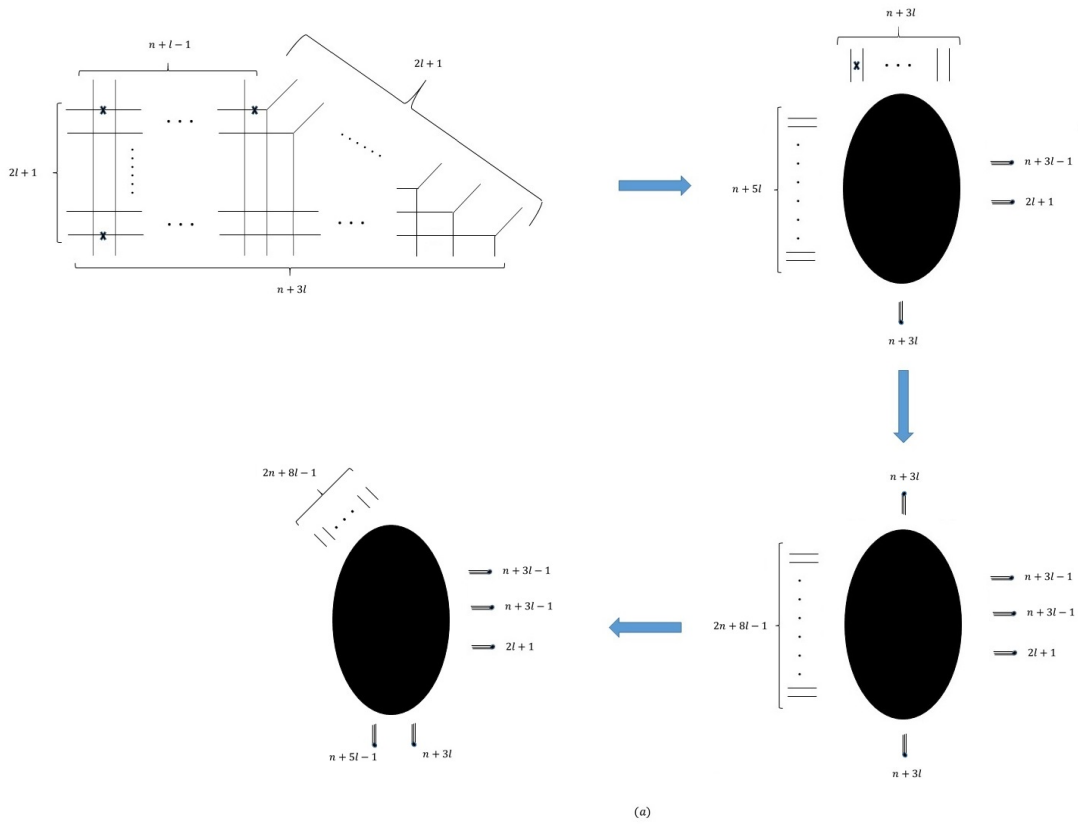 n + l − 1
2l + 1
2l + 1
n + 3l
n + 3l
n + 5l
n + 3l − 1
2l + 1
n + 3l
n + 3l
2n + 8l − 1
n + 3l − 1
n + 3l − 1
2l + 1
n + 3l
2n + 8l − 1
n + 3l − 1
n + 3l − 1
2l + 1
n + 5l − 1
n + 3l
(a)